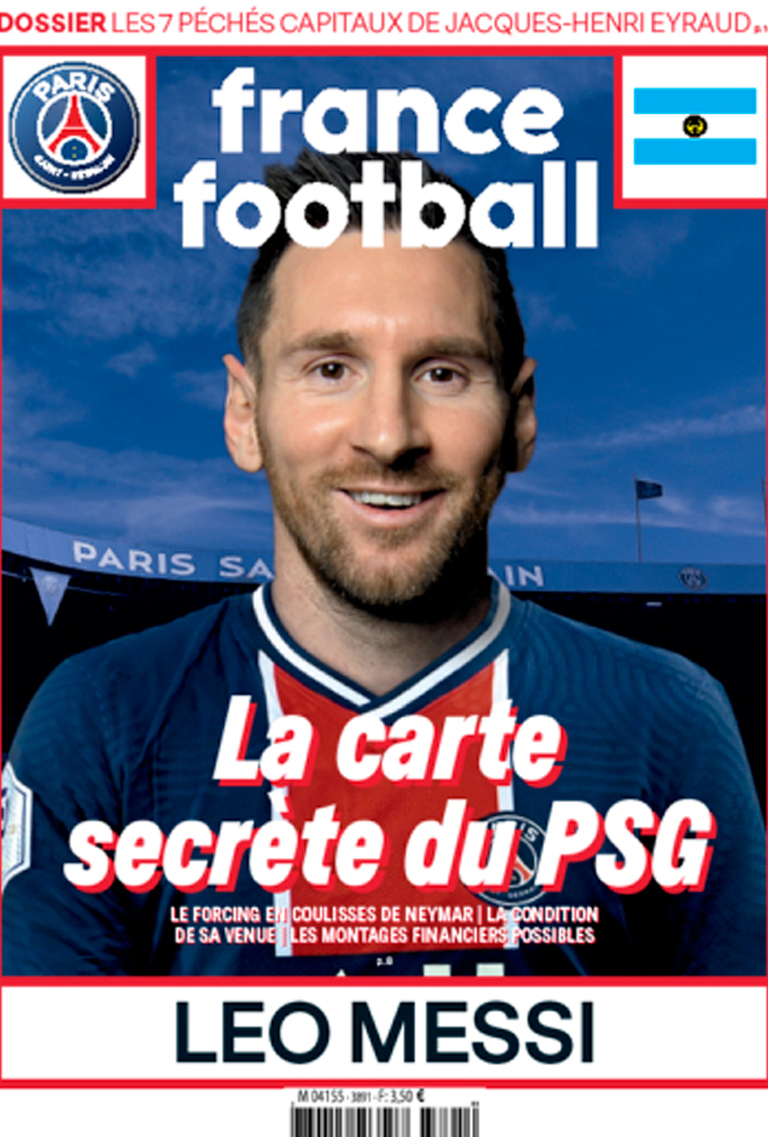 DOSSIER LES 7 PÉCHÉS CAPITAUX DE JACQUES-HENRI EYRAUD
PARIS
SAINT-GERMAIN
france
football
PARIS SA IN
La carte
secrète du PSG
LE FORCING EN COULISSES DE NEYMAR | LA CONDITION
DE SA VENUE | LES MONTAGES FINANCIERS POSSIBLES
p.8
LEO MESSI
M 04155 - 3891 - F: 3,50 €